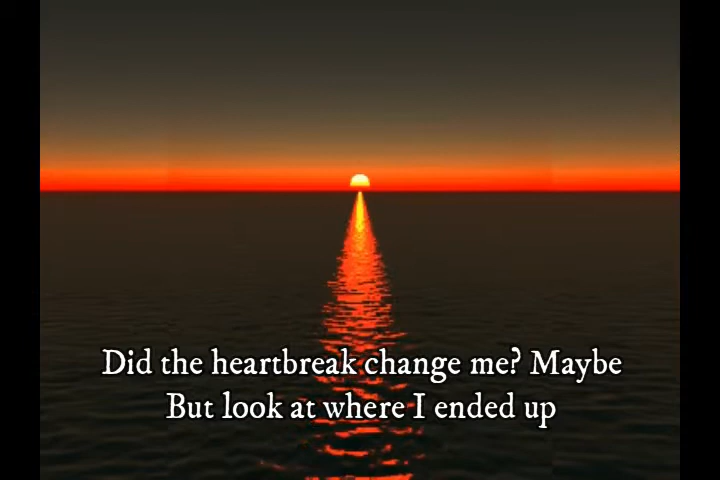 Did the heartbreak change me? Maybe
But look at where I ended up